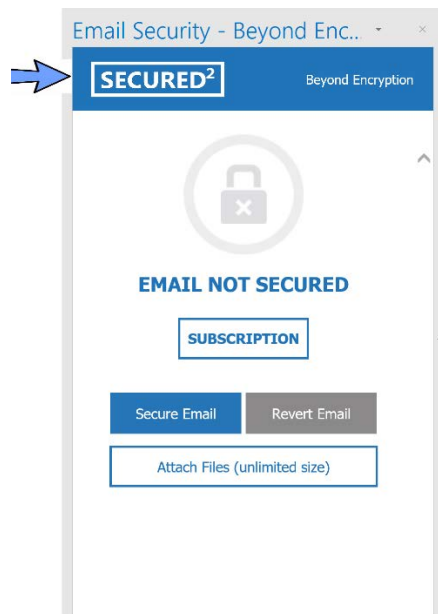 Email Security - Beyond Enc...
SECURED² Beyond Encryption
EMAIL NOT SECURED
SUBSCRIPTION
Secure Email Revert Email
Attach Files (unlimited size)